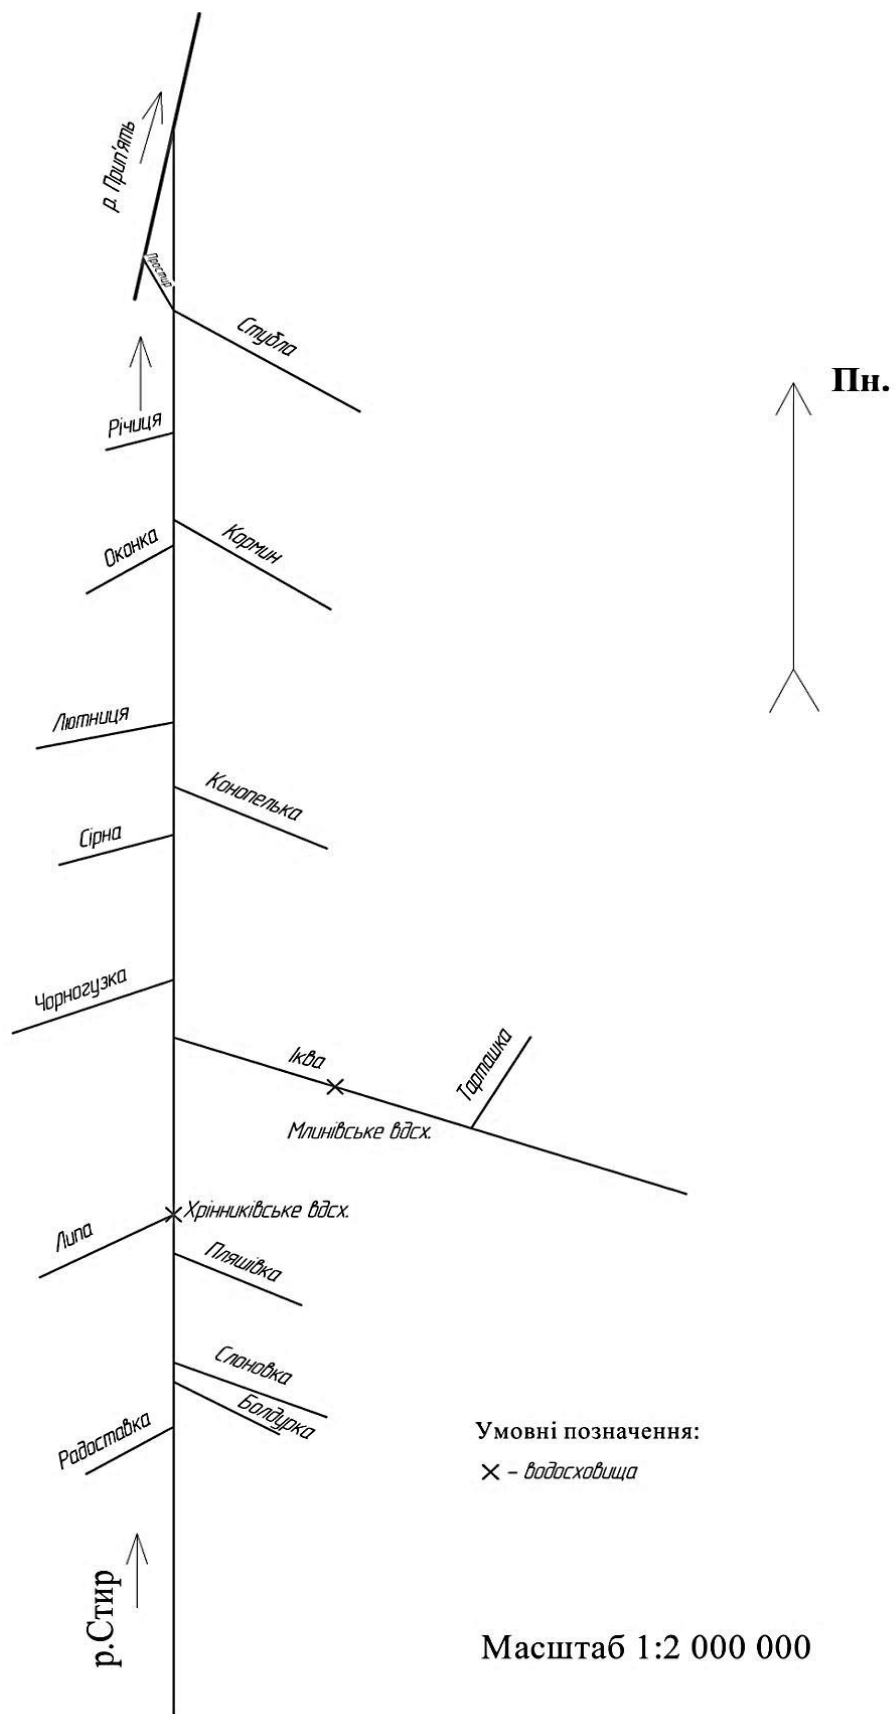 р. Прип'ять
Простир
Стубла
Пн.
Річиця
Оконка
Кормин
Лютниця
Конопелька
Сірна
Чорногузка
Іква
Тарташка
Млинівське вдсх.
Хрінниківське вдсх.
Липа
Пляшівка
Слоновка
Болдурка
Радоставка
Умовні позначення:
× – водосховища
р.Стир
Масштаб 1:2 000 000